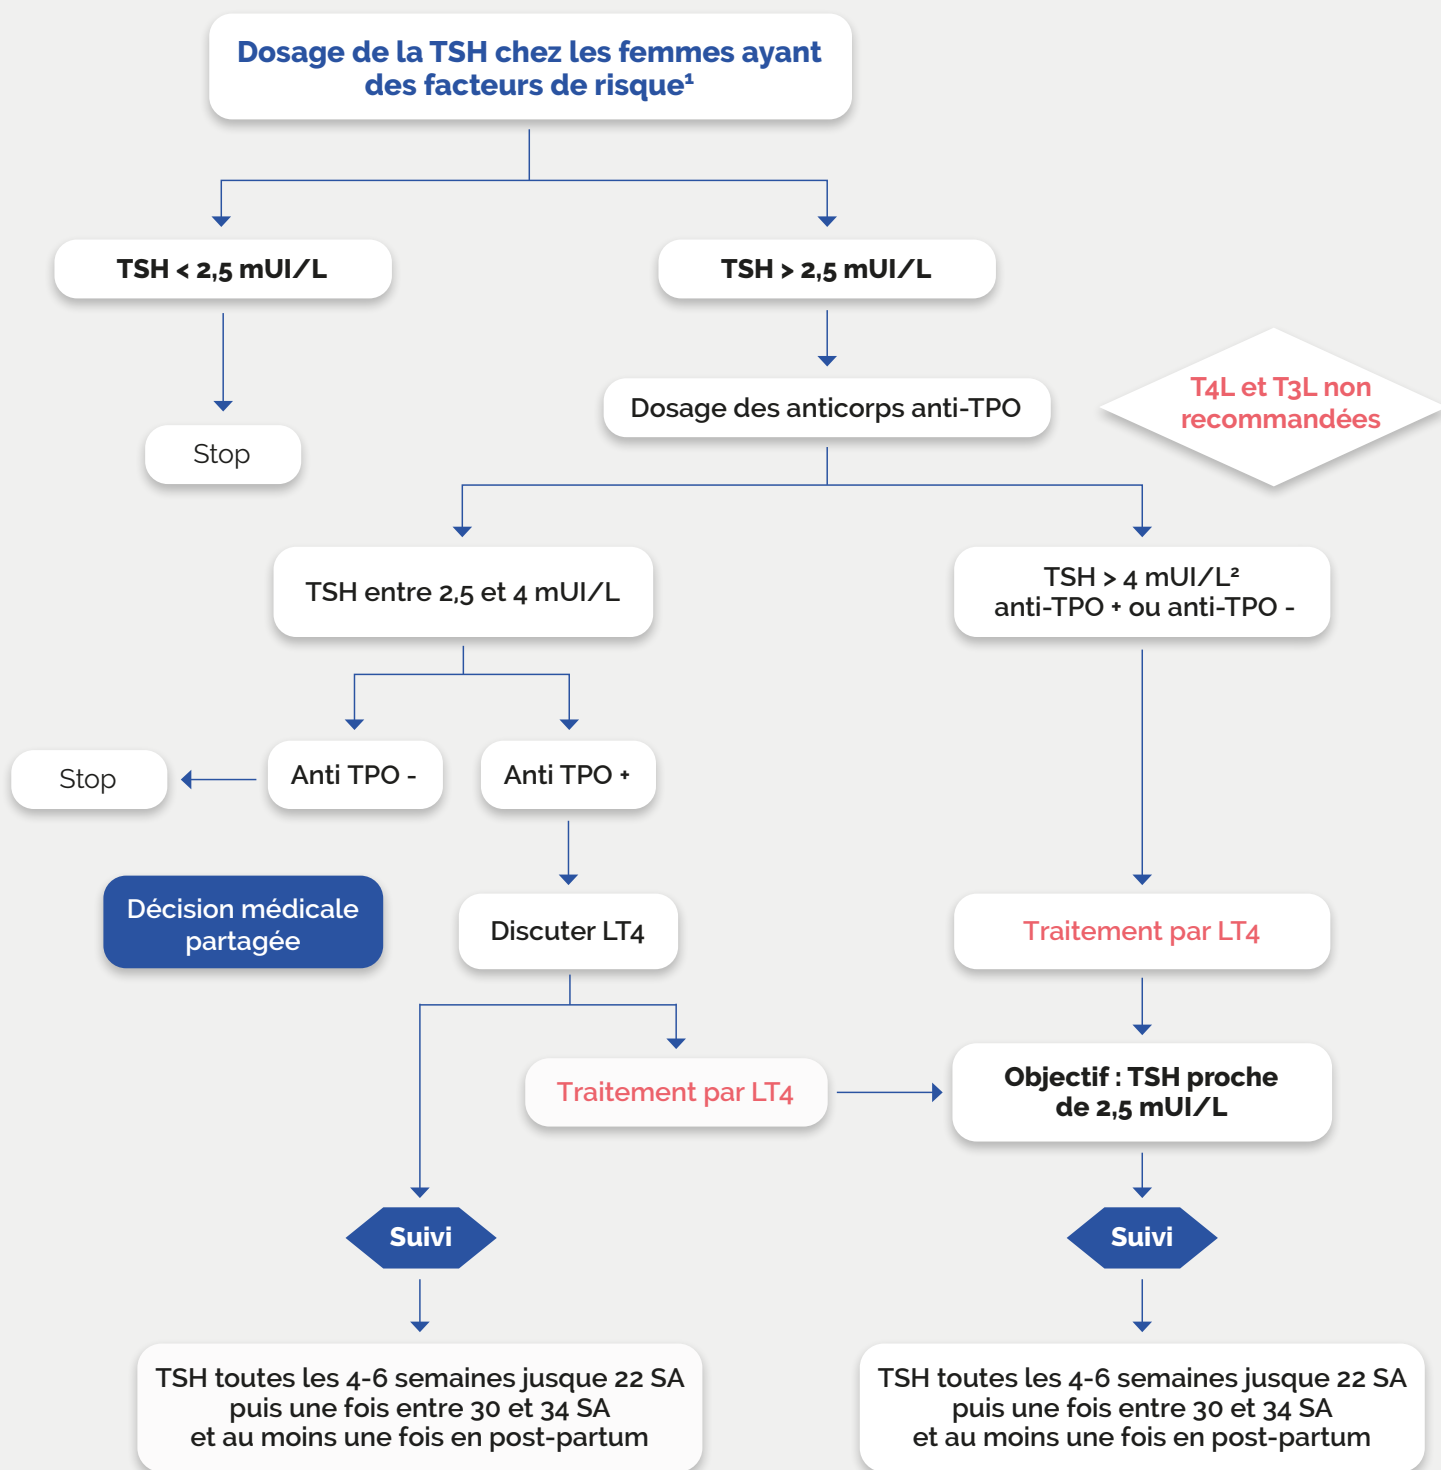 Dosage de la TSH chez les femmes ayant
des facteurs de risque¹
TSH < 2,5 mUI/L
TSH > 2,5 mUI/L
Stop
Dosage des anticorps anti-TPO
T4L et T3L non
recommandées
TSH entre 2,5 et 4 mUI/L
TSH > 4 mUI/L²
anti-TPO + ou anti-TPO -
Stop
Anti TPO -
Anti TPO +
Décision médicale
partagée
Discuter LT4
Traitement par LT4
Traitement par LT4
Objectif : TSH proche
de 2,5 mUI/L
Suivi
Suivi
TSH toutes les 4-6 semaines jusque 22 SA
puis une fois entre 30 et 34 SA
et au moins une fois en post-partum
TSH toutes les 4-6 semaines jusque 22 SA
puis une fois entre 30 et 34 SA
et au moins une fois en post-partum